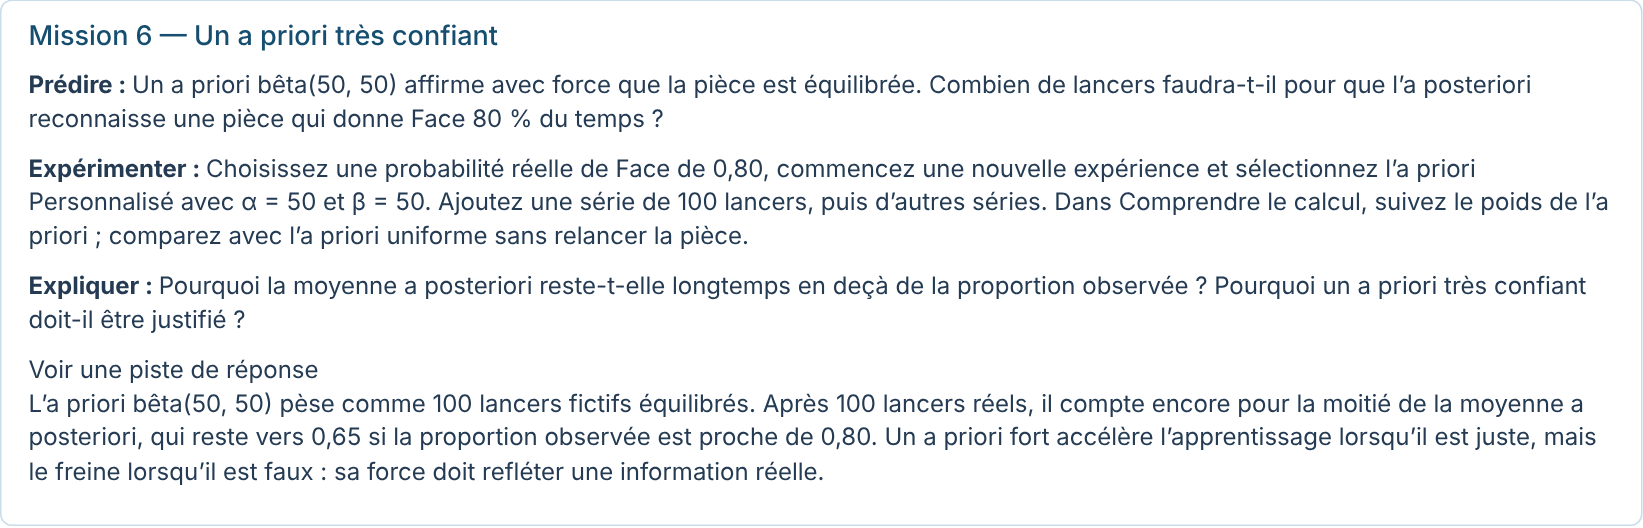 Mission 6 — Un a priori très confiant
Prédire : Un a priori bêta(50, 50) affirme avec force que la pièce est équilibrée. Combien de lancers faudra-t-il pour que l’a posteriori
reconnaisse une pièce qui donne Face 80 % du temps ?
Expérimenter : Choisissez une probabilité réelle de Face de 0,80, commencez une nouvelle expérience et sélectionnez l’a priori
Personnalisé avec α = 50 et β = 50. Ajoutez une série de 100 lancers, puis d’autres séries. Dans Comprendre le calcul, suivez le poids de l’a
priori ; comparez avec l’a priori uniforme sans relancer la pièce.
Expliquer : Pourquoi la moyenne a posteriori reste-t-elle longtemps en deçà de la proportion observée ? Pourquoi un a priori très confiant
doit-il être justifié ?
Voir une piste de réponse
L’a priori bêta(50, 50) pèse comme 100 lancers fictifs équilibrés. Après 100 lancers réels, il compte encore pour la moitié de la moyenne a
posteriori, qui reste vers 0,65 si la proportion observée est proche de 0,80. Un a priori fort accélère l’apprentissage lorsqu’il est juste, mais
le freine lorsqu’il est faux : sa force doit refléter une information réelle.